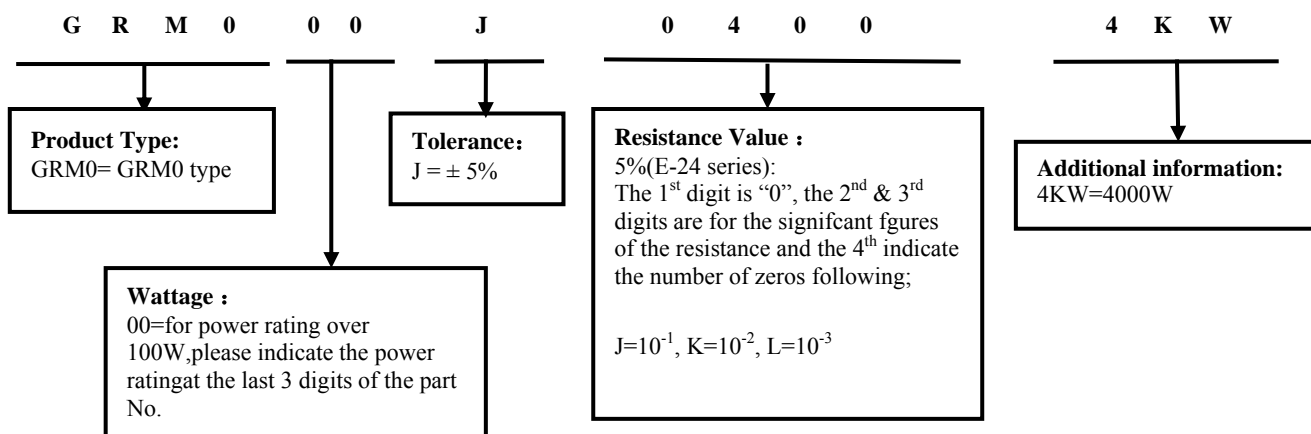 G R M 0 0 0 J 0 4 0 0 4 K W
Product Type:
GRM0= GRM0 type
Tolerance：
J = ± 5%
Resistance Value：
5%(E-24 series):
The 1st digit is “0”, the 2nd & 3rd
digits are for the signifcant fgures
of the resistance and the 4th indicate
the number of zeros following;
J=10-1, K=10-2, L=10-3
Additional information:
4KW=4000W
Wattage：
00=for power rating over
100W,please indicate the power
ratingat the last 3 digits of the part
No.